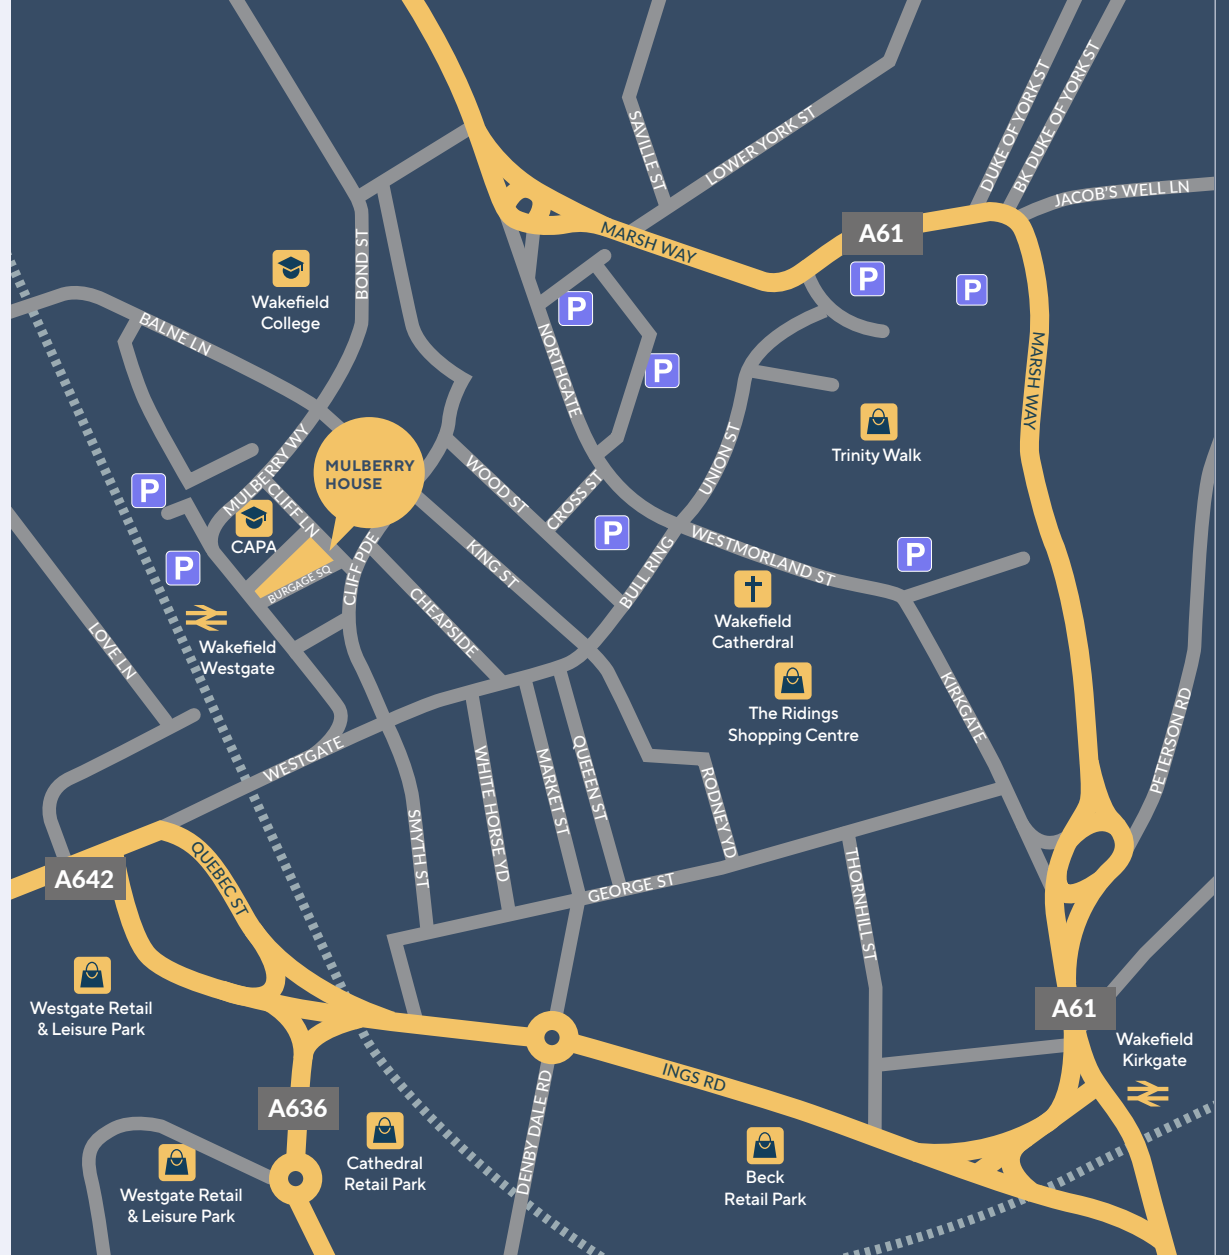 SAVILLE ST
LOWER YORK ST
DUKE OF YORK ST
BK DUKE OF YORK ST
JACOB'S WELL LN
MARSH WAY
A61
P
P
BOND ST
Wakefield
College
BALNE LN
P
NORTHGATE
P
MARSH WAY
Trinity Walk
UNION ST
MULBERRY WY
MULBERRY
HOUSE
WOOD ST
CROSS ST
P
CLIFF LN
CAPA
P
P
BURGAGE SQ
CLIFF PDE
KING ST
BULL RING
WESTMORLAND ST
P
Wakefield
Catherdral
CHEAPSIDE
Wakefield
Westgate
LOVE LN
The Ridings
Shopping Centre
KIRKGATE
PETERSON RD
WESTGATE
WHITE HORSE YD
MARKET ST
QUEEEN ST
RODNEY YD
SMYTH ST
GEORGE ST
THORNHILL ST
A642
QUEBEC ST
Westgate Retail
& Leisure Park
A61
Wakefield
Kirkgate
INGS RD
A636
DENBY DALE RD
Cathedral
Retail Park
Beck
Retail Park
Westgate Retail
& Leisure Park